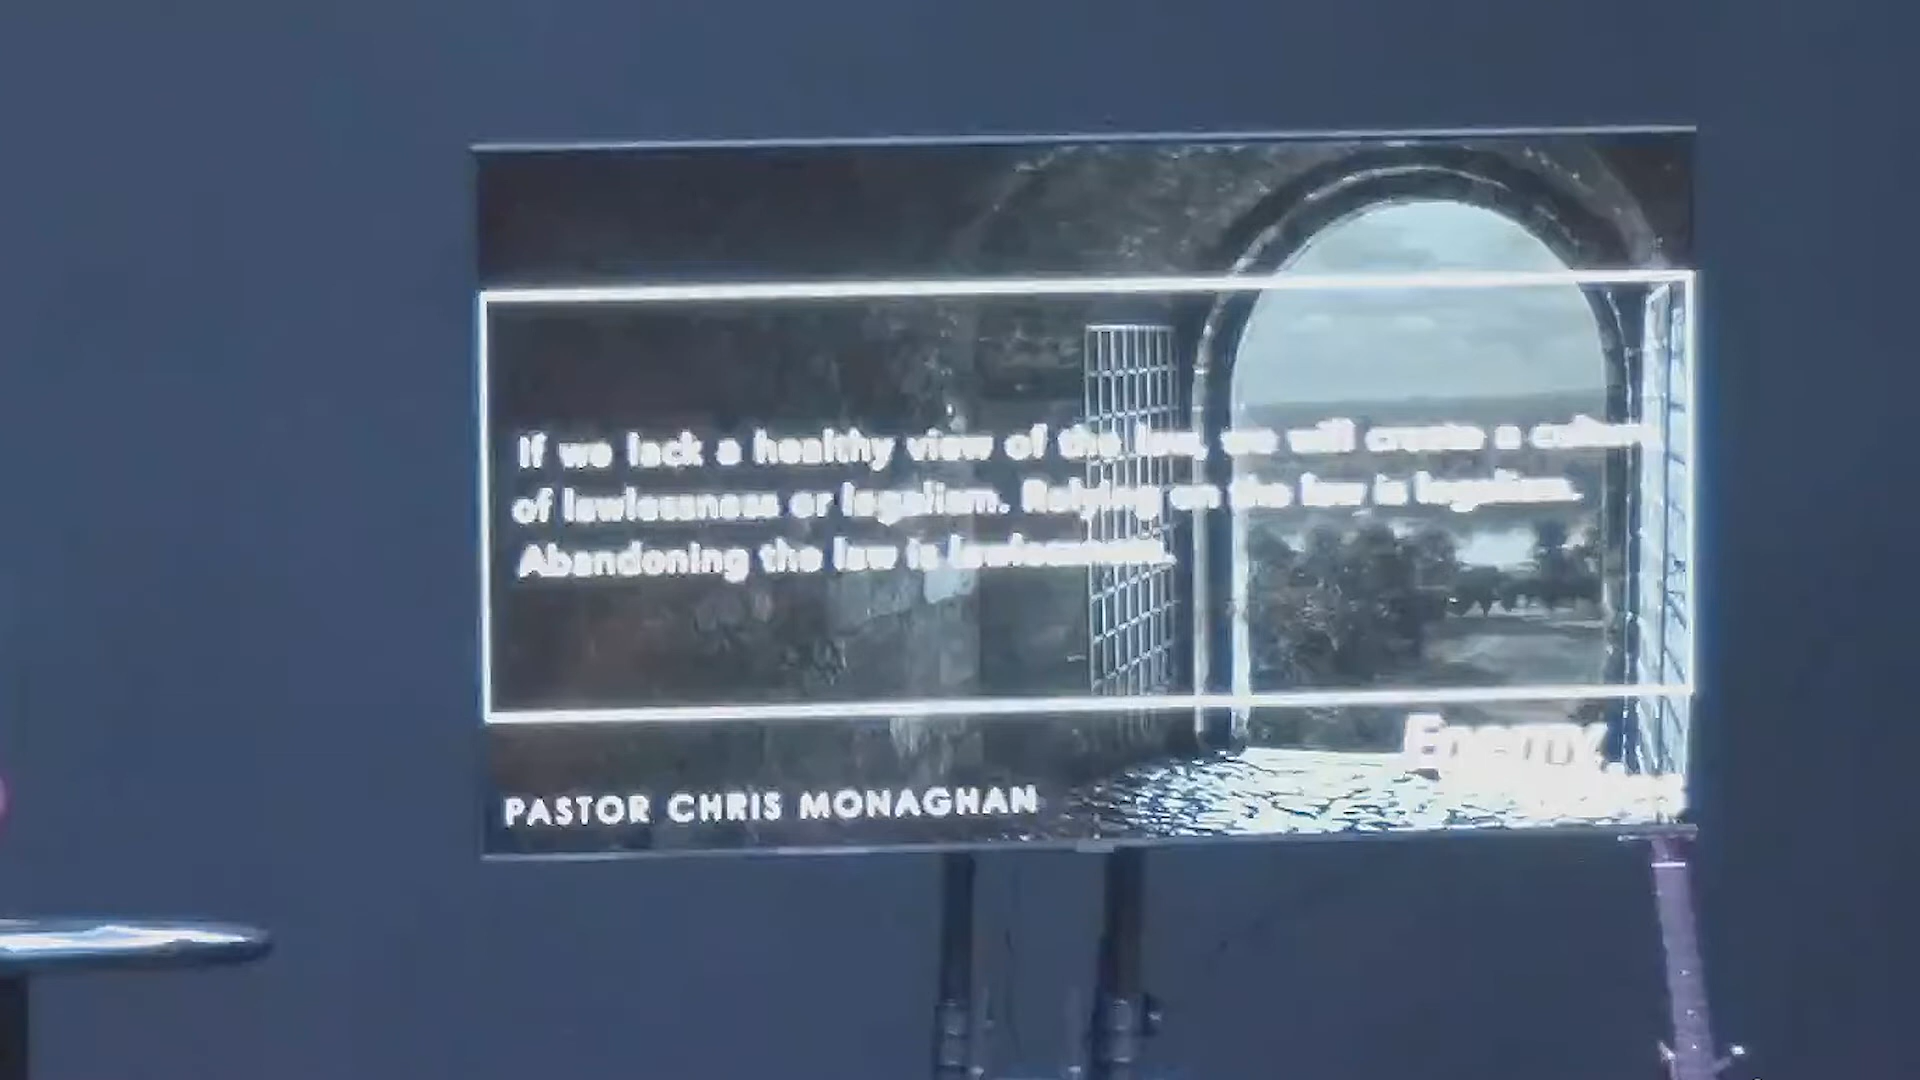 If we lack a healthy view of the law, we will create a culture
of lawlessness or legalism. Relying on the law is legalism.
Abandoning the law is lawlessness.
Enemy
PASTOR CHRIS MONAGHAN